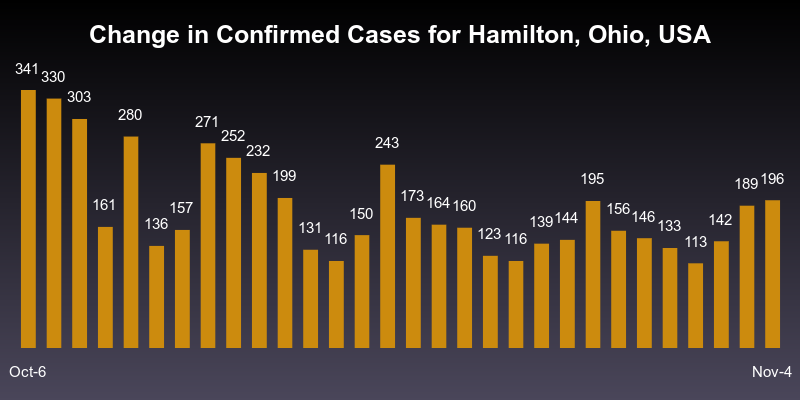 Change in Confirmed Cases for Hamilton, Ohio, USA
341 330 303 161 280 136 157 271 252 232 199 131 116 150 243 173 164 160 123 116 139 144 195 156 146 133 113 142 189 196
Oct-6 Nov-4